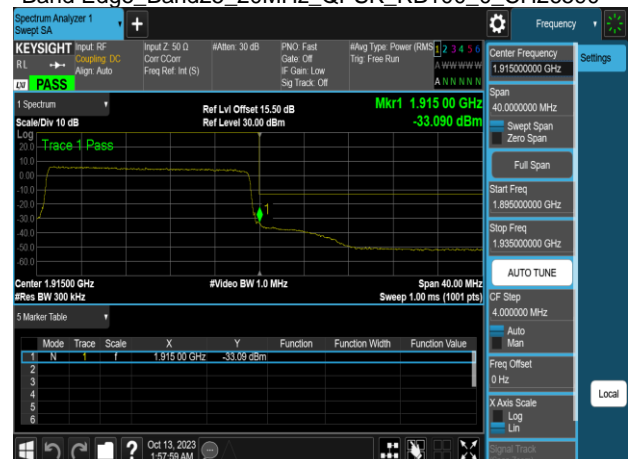 Spectrum Analyzer 1
Swept SA
+
Frequency
KEYSIGHT
RL
LXI
PASS
Input: RF
Coupling: DC
Align: Auto
Input Z: 50 Ω
Corr CCorr
Freq Ref: Int (S)
#Atten: 30 dB
PNO: Fast
Gate: Off
IF Gain: Low
Sig Track: Off
#Avg Type: Power (RMS
Trig: Free Run
1 2 3 4 5 6
A W W W W W
A N N N N N
1 Spectrum
Scale/Div 10 dB
Ref Lvl Offset 15.50 dB
Ref Level 30.00 dBm
Mkr1 1.915 00 GHz
-33.090 dBm
Log
Trace 1 Pass
20.0
10.0
0.00
-10.0
-20.0
-30.0
-40.0
-50.0
-60.0
1
Center 1.91500 GHz
#Res BW 300 kHz
#Video BW 1.0 MHz
Span 40.00 MHz
Sweep 1.00 ms (1001 pts)
5 Marker Table
Mode Trace Scale X Y Function Function Width Function Value
1 N 1 f 1.915 00 GHz -33.09 dBm
2
3
4
5
6
Oct 13, 2023
1:57:59 AM
Center Frequency
1.915000000 GHz
Settings
Span
40.0000000 MHz
Swept Span
Zero Span
Full Span
Start Freq
1.895000000 GHz
Stop Freq
1.935000000 GHz
AUTO TUNE
CF Step
4.000000 MHz
Auto
Man
Freq Offset
0 Hz
X Axis Scale
Log
Lin
Signal Track
Local